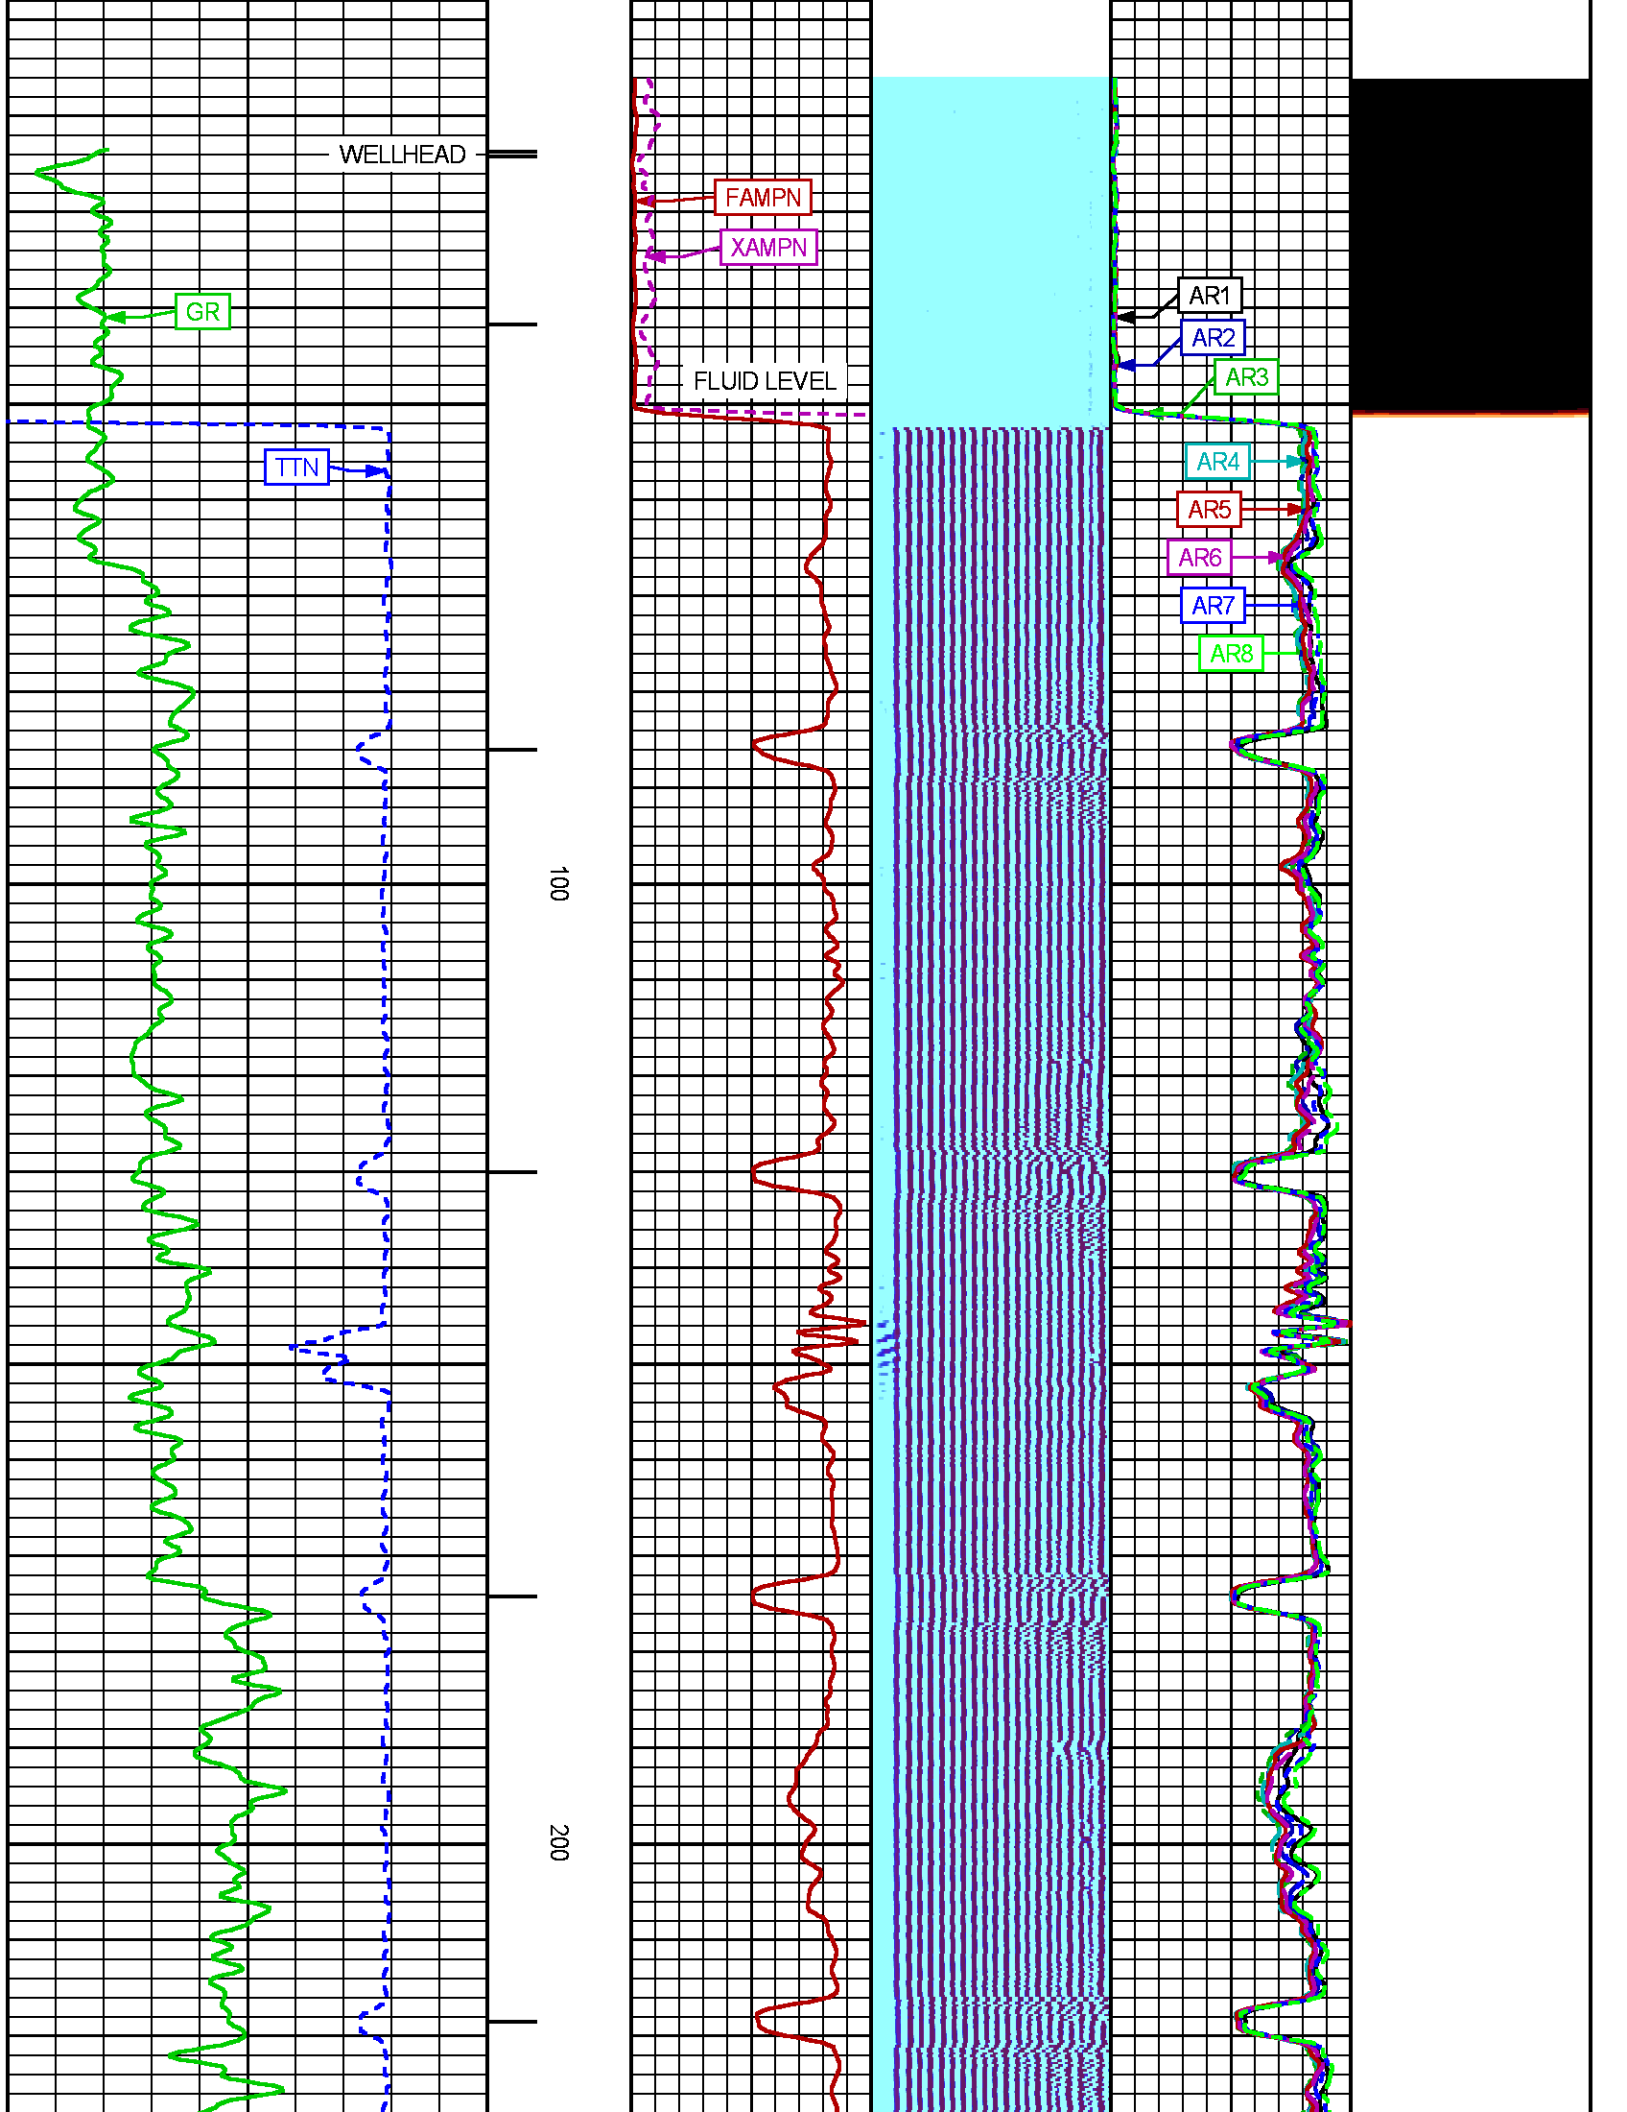 WELLHEAD
FAMPN
XAMPN
GR
AR1
AR2
FLUID LEVEL
AR3
TTN
AR4
AR5
AR6
AR7
AR8
100
200